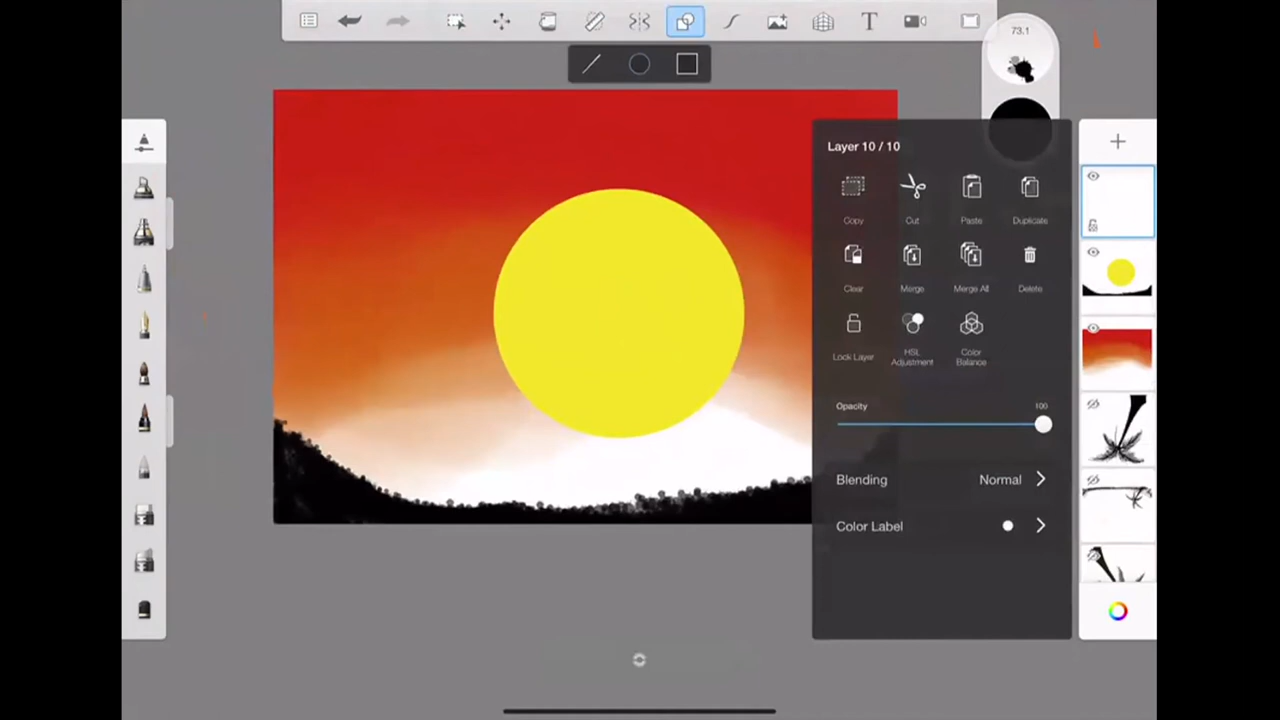 T
73.1
Layer 10 / 10
Copy Cut Paste Duplicate
Clear Merge Merge All Delete
Lock Layer HSL Adjustment Color Balance
Opacity 100
Blending Normal
Color Label